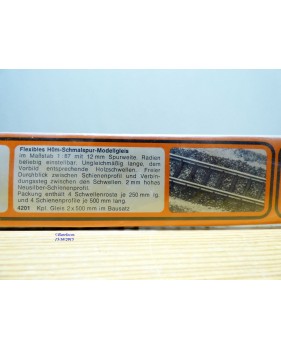 Flexibles H0m-Schmalspur-Modellgleis
im Maßstab 1 : 87 mit 12 mm Spurweite. Radien
beliebig einstellbar. Ungleichmäßig lange, dem
Vorbild entsprechende Holzschwellen. Freier
Durchblick zwischen Schienenprofil und Verbin-
dungssteg zwischen den Schwellen. 2 mm hohes
Neusilber-Schienenprofil.
Packung enthält 4 Schwellenroste je 250 mm lg.
und 4 Schienenprofile je 500 mm lang.
4201 Kpl. Gleis 2 x 500 mm im Bausatz